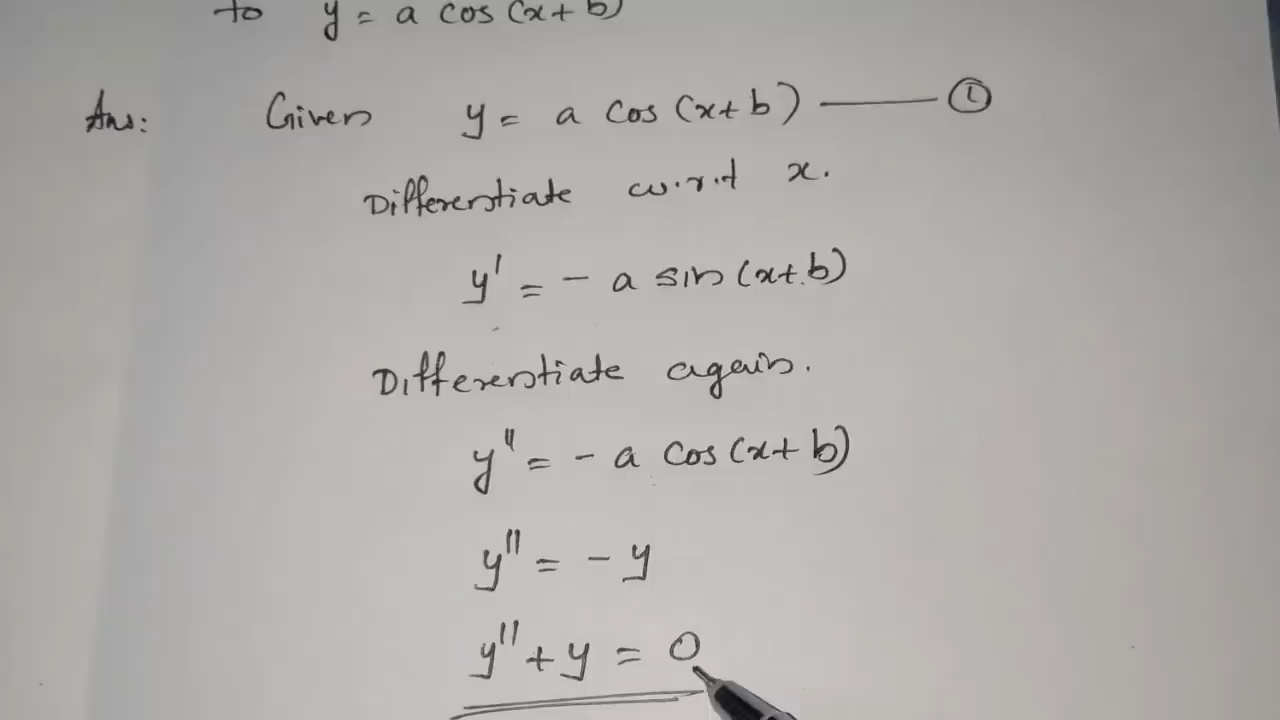 to y = a cos (x + b)
Ans: Given y = a cos (x + b) —— ①
Differentiate w.r.t x.
y' = - a sin (x + b)
Differentiate again.
y'' = - a cos (x + b)
y'' = - y
y'' + y = 0